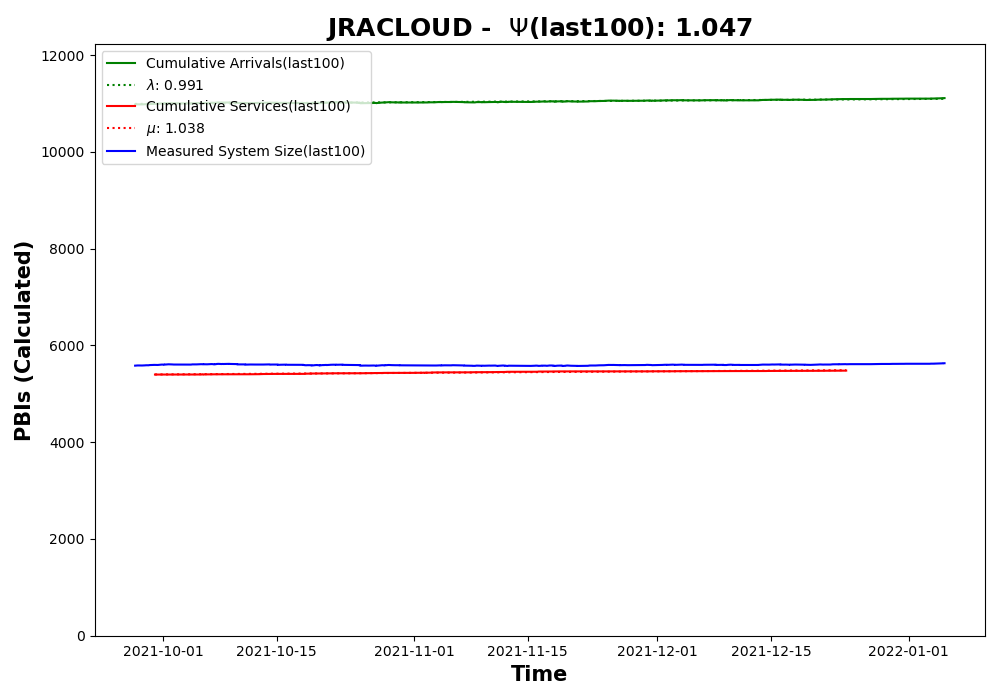 JRACLOUD -  Ψ(last100): 1.047
12000
10000
8000
6000
4000
2000
0
PBIs (Calculated)
Cumulative Arrivals(last100)
λ: 0.991
Cumulative Services(last100)
μ: 1.038
Measured System Size(last100)
2021-10-01 2021-10-15 2021-11-01 2021-11-15 2021-12-01 2021-12-15 2022-01-01
Time